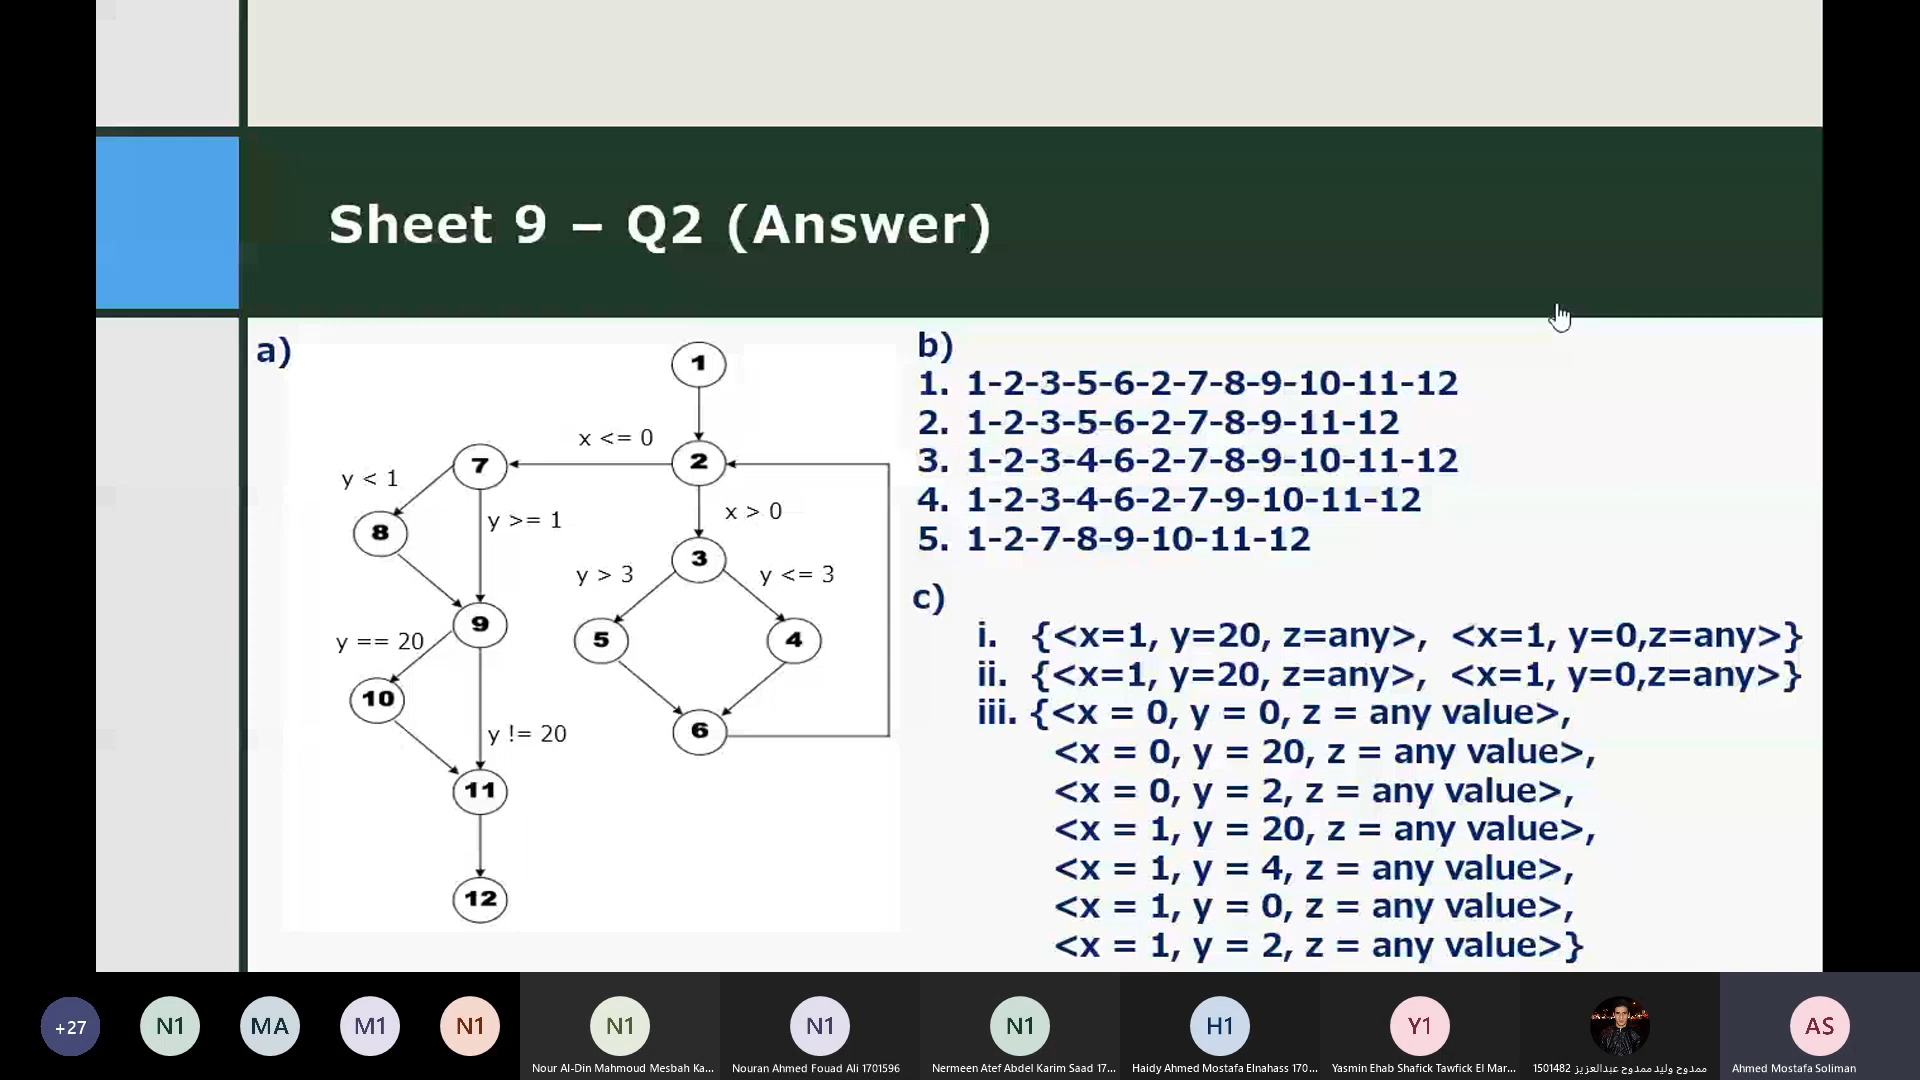 Sheet 9 – Q2 (Answer)
a)
1
x <= 0
7
2
y < 1
y >= 1
x > 0
8
3
y > 3
y <= 3
9
5
4
y == 20
10
6
y != 20
11
12
b)
1. 1-2-3-5-6-2-7-8-9-10-11-12
2. 1-2-3-5-6-2-7-8-9-11-12
3. 1-2-3-4-6-2-7-8-9-10-11-12
4. 1-2-3-4-6-2-7-9-10-11-12
5. 1-2-7-8-9-10-11-12
c)
i. {<x=1, y=20, z=any>, <x=1, y=0,z=any>}
ii. {<x=1, y=20, z=any>, <x=1, y=0,z=any>}
iii. {<x = 0, y = 0, z = any value>,
<x = 0, y = 20, z = any value>,
<x = 0, y = 2, z = any value>,
<x = 1, y = 20, z = any value>,
<x = 1, y = 4, z = any value>,
<x = 1, y = 0, z = any value>,
<x = 1, y = 2, z = any value>}
+27
N1
MA
M1
N1
N1
N1
N1
H1
Y1
AS
Nour Al-Din Mahmoud Mesbah Ka...
Nouran Ahmed Fouad Ali 1701596
Nermeen Atef Abdel Karim Saad 17...
Haidy Ahmed Mostafa Elnahass 170...
Yasmin Ehab Shafick Tawfick El Mar...
ممدوح وليد ممدوح عبدالعزيز 1501482
Ahmed Mostafa Soliman